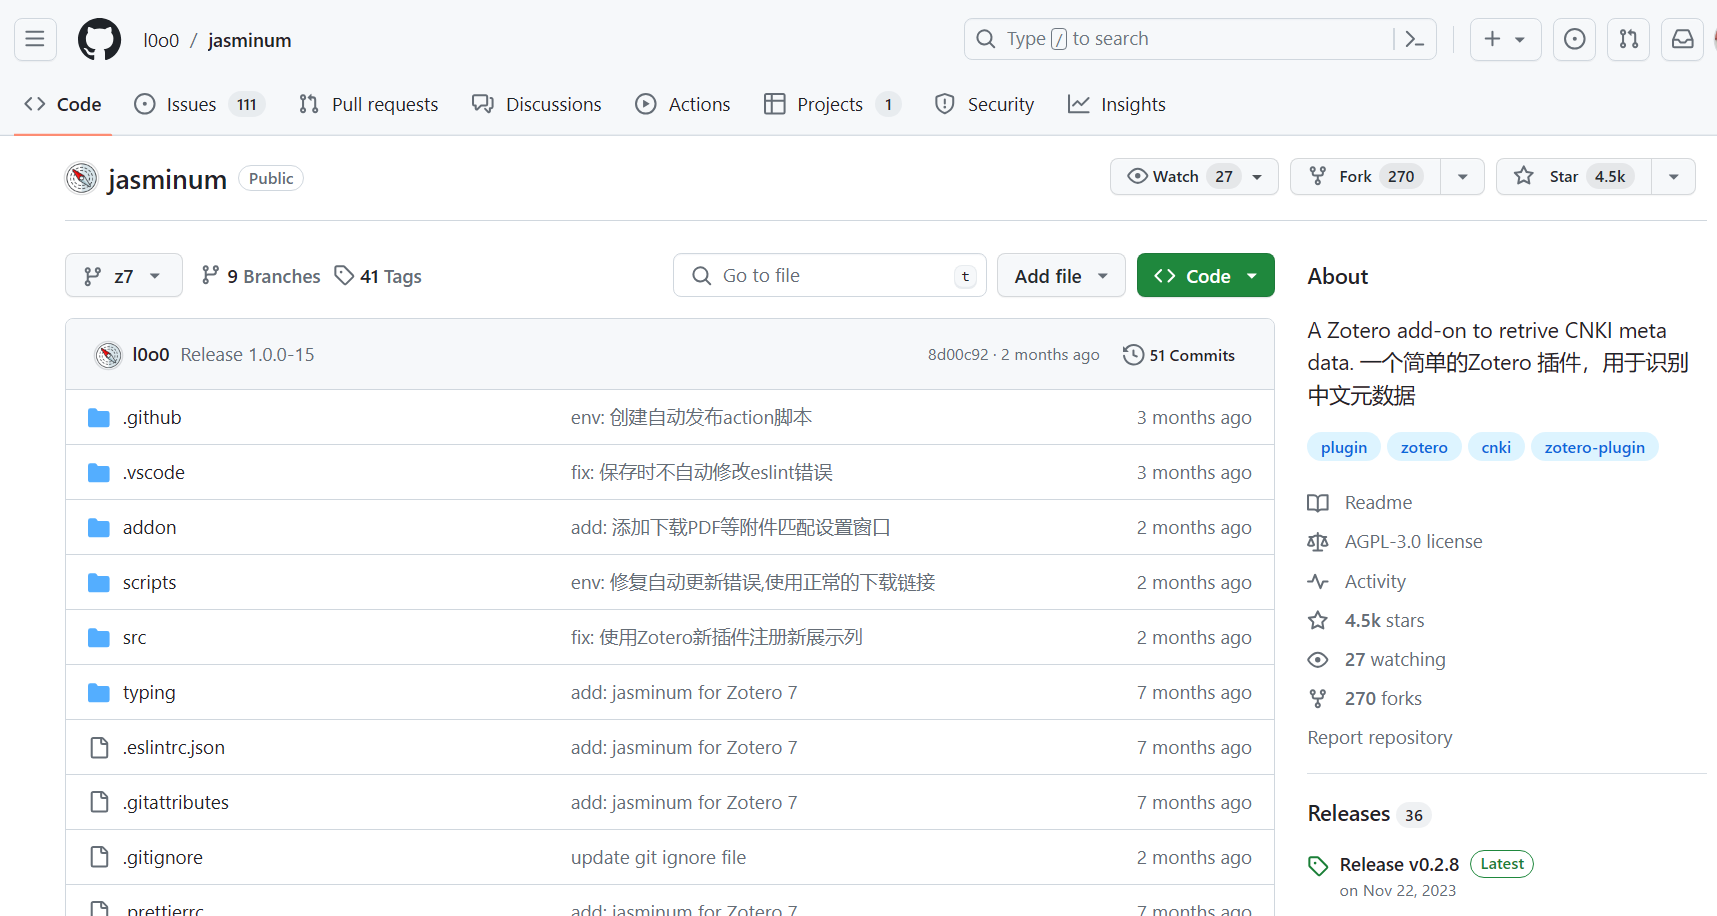 l0o0 / jasminum
Type / to search
Code
Issues 111
Pull requests
Discussions
Actions
Projects 1
Security
Insights
jasminum Public
Watch 27
Fork 270
Star 4.5k
z7
9 Branches
41 Tags
Go to file t
Add file
Code
l0o0 Release 1.0.0-15
8d00c92 · 2 months ago
51 Commits
.github env: 创建自动发布action脚本 3 months ago
.vscode fix: 保存时不自动修改eslint错误 3 months ago
addon add: 添加下载PDF等附件匹配设置窗口 2 months ago
scripts env: 修复自动更新错误,使用正常的下载链接 2 months ago
src fix: 使用Zotero新插件注册新展示列 2 months ago
typing add: jasminum for Zotero 7 7 months ago
.eslintrc.json add: jasminum for Zotero 7 7 months ago
.gitattributes add: jasminum for Zotero 7 7 months ago
.gitignore update git ignore file 2 months ago
.prettierrc add: jasminum for Zotero 7 7 months ago
About
A Zotero add-on to retrive CNKI meta
data. 一个简单的Zotero 插件，用于识别
中文元数据
plugin zotero cnki zotero-plugin
Readme
AGPL-3.0 license
Activity
4.5k stars
27 watching
270 forks
Report repository
Releases 36
Release v0.2.8 Latest
on Nov 22, 2023